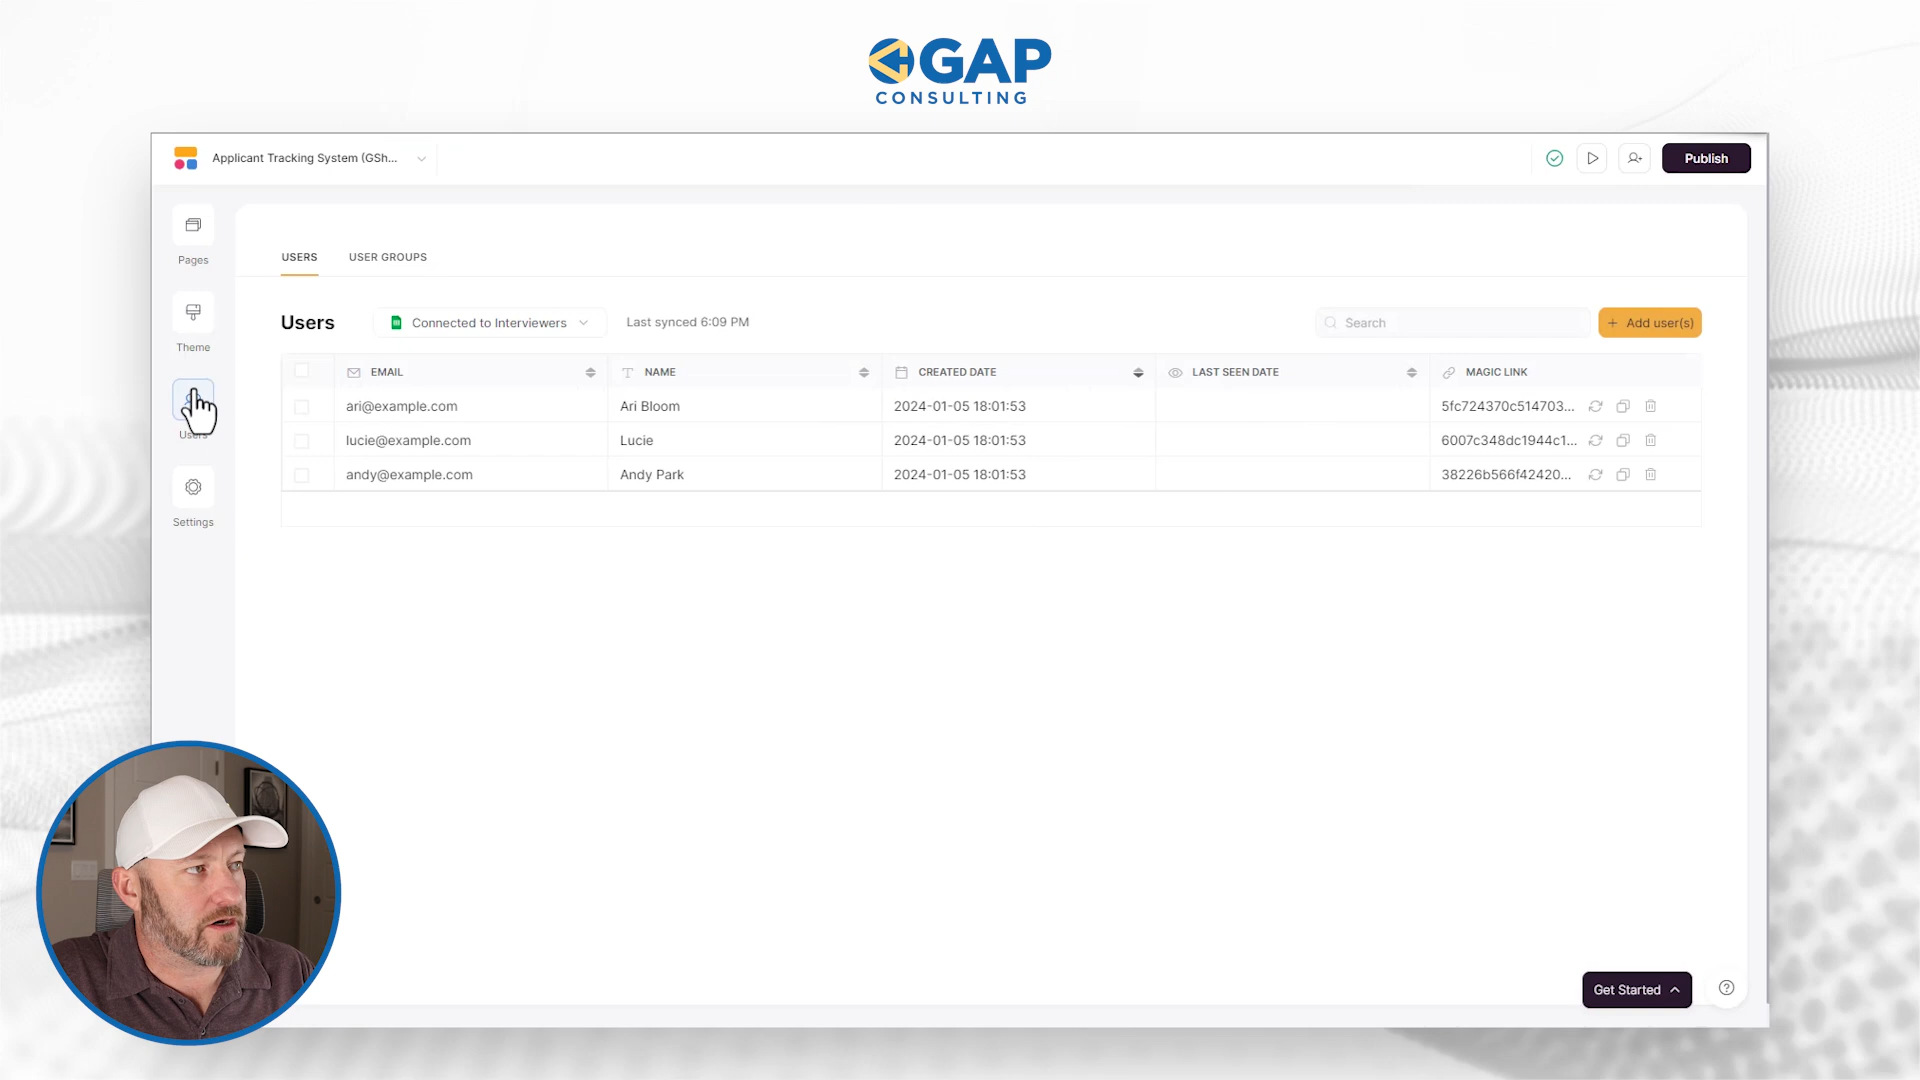 GAP
CONSULTING
Applicant Tracking System (GSh...
Publish
Pages
Theme
Users
Settings
USERS USER GROUPS
Users Connected to Interviewers Last synced 6:09 PM Search + Add user(s)
EMAIL NAME CREATED DATE LAST SEEN DATE MAGIC LINK
ari@example.com Ari Bloom 2024-01-05 18:01:53 5fc724370c514703...
lucie@example.com Lucie 2024-01-05 18:01:53 6007c348dc1944c1...
andy@example.com Andy Park 2024-01-05 18:01:53 38226b566f42420...
Get Started